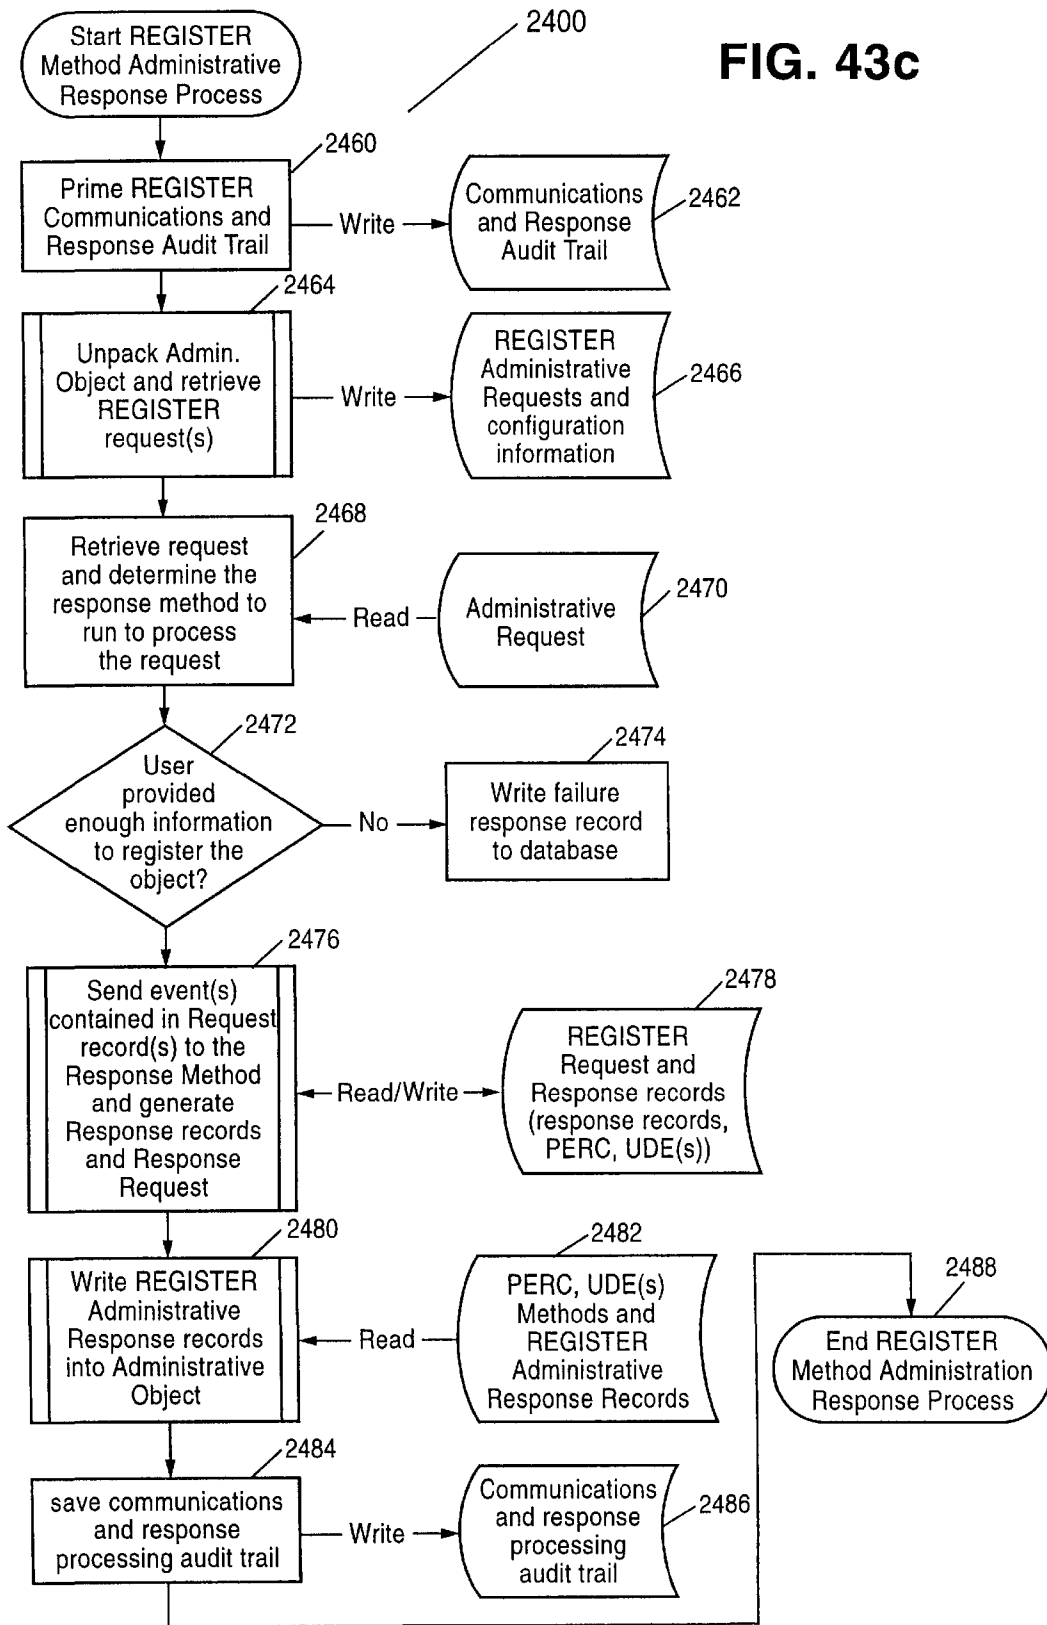 2400
FIG. 43c
Start REGISTER
Method Administrative
Response Process
2460
Prime REGISTER
Communications and
Response Audit Trail
Write
Communications
and Response
Audit Trail
2462
2464
Unpack Admin.
Object and retrieve
REGISTER
request(s)
Write
REGISTER
Administrative
Requests and
configuration
information
2466
2468
Retrieve request
and determine the
response method to
run to process
the request
Read
Administrative
Request
2470
2472
User
provided
enough information
to register the
object?
No
2474
Write failure
response record
to database
2476
Send event(s)
contained in Request
record(s) to the
Response Method
and generate
Response records
and Response
Request
Read/Write
2478
REGISTER
Request and
Response records
(response records,
PERC, UDE(s))
2480
Write REGISTER
Administrative
Response records
into Administrative
Object
Read
2482
PERC, UDE(s)
Methods and
REGISTER
Administrative
Response Records
2484
save communications
and response
processing audit trail
Write
Communications
and response
processing
audit trail
2486
2488
End REGISTER
Method Administration
Response Process